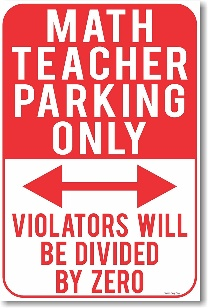 MATH
TEACHER
PARKING
ONLY
VIOLATORS WILL
BE DIVIDED
BY ZERO